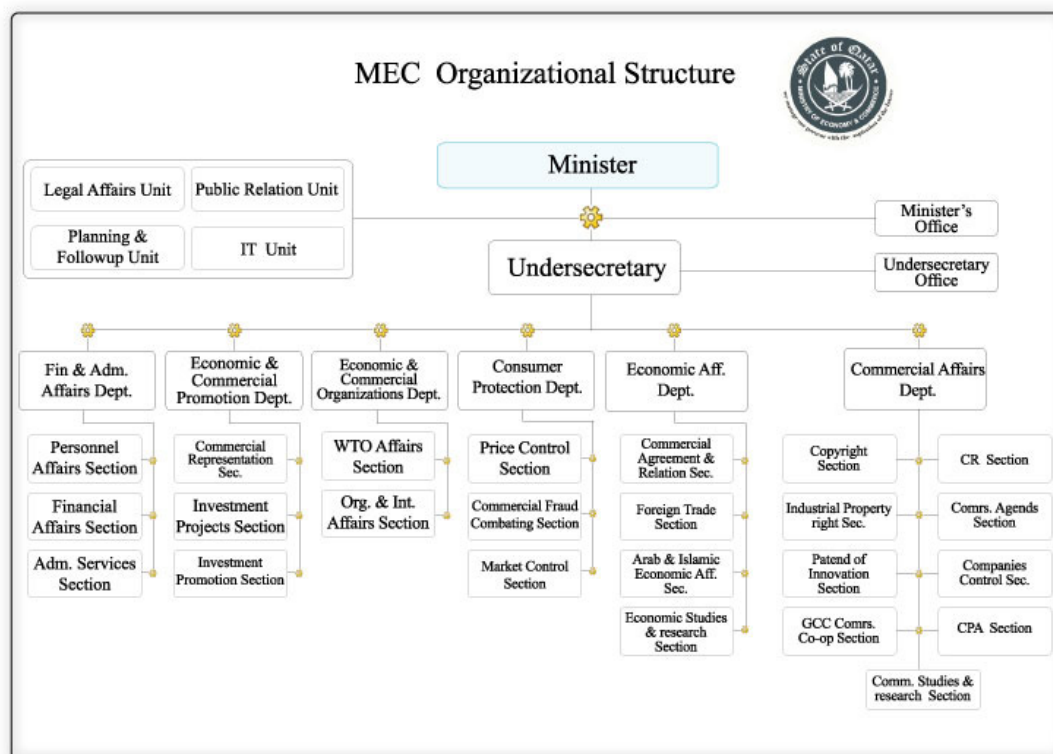 MEC Organizational Structure
State of Qatar
MINISTRY OF ECONOMY & COMMERCE
Minister
Legal Affairs Unit
Public Relation Unit
Planning &
Followup Unit
IT Unit
Minister's
Office
Undersecretary
Undersecretary
Office
Fin & Adm.
Affairs Dept.
Economic &
Commercial
Promotion Dept.
Economic &
Commercial
Organizations Dept.
Consumer
Protection Dept.
Economic Aff.
Dept.
Commercial Affairs
Dept.
Personnel
Affairs Section
Financial
Affairs Section
Adm. Services
Section
Commercial
Representation
Sec.
Investment
Projects Section
Investment
Promotion Section
WTO Affairs
Section
Org. & Int.
Affairs Section
Price Control
Section
Commercial Fraud
Combating Section
Market Control
Section
Commercial
Agreement &
Relation Sec.
Foreign Trade
Section
Arab & Islamic
Economic Aff.
Sec.
Economic Studies
& research
Section
Copyright
Section
CR Section
Industrial Property
right Sec.
Comrs. Agends
Section
Patend of
Innovation
Section
Companies
Control Sec.
GCC Comrs.
Co-op Section
CPA Section
Comm. Studies &
research Section